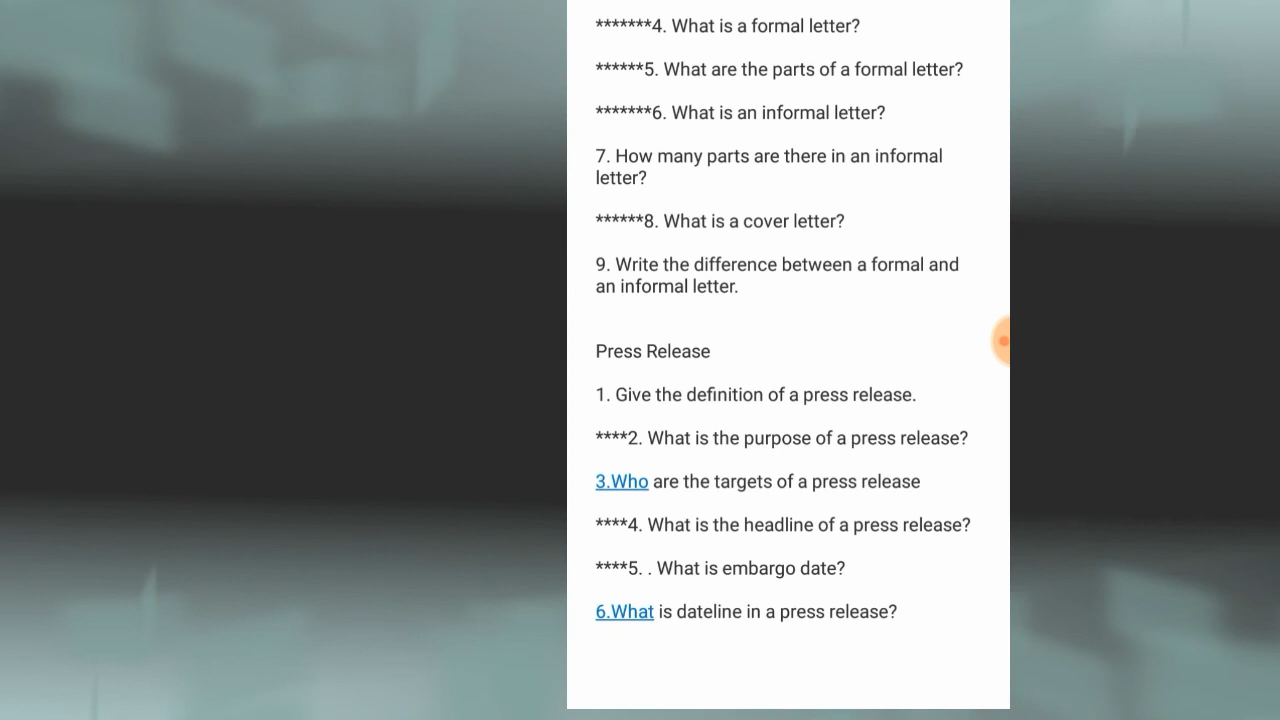 *******4. What is a formal letter?
******5. What are the parts of a formal letter?
*******6. What is an informal letter?
7. How many parts are there in an informal
letter?
******8. What is a cover letter?
9. Write the difference between a formal and
an informal letter.
Press Release
1. Give the definition of a press release.
****2. What is the purpose of a press release?
3.Who are the targets of a press release
****4. What is the headline of a press release?
****5. . What is embargo date?
6.What is dateline in a press release?